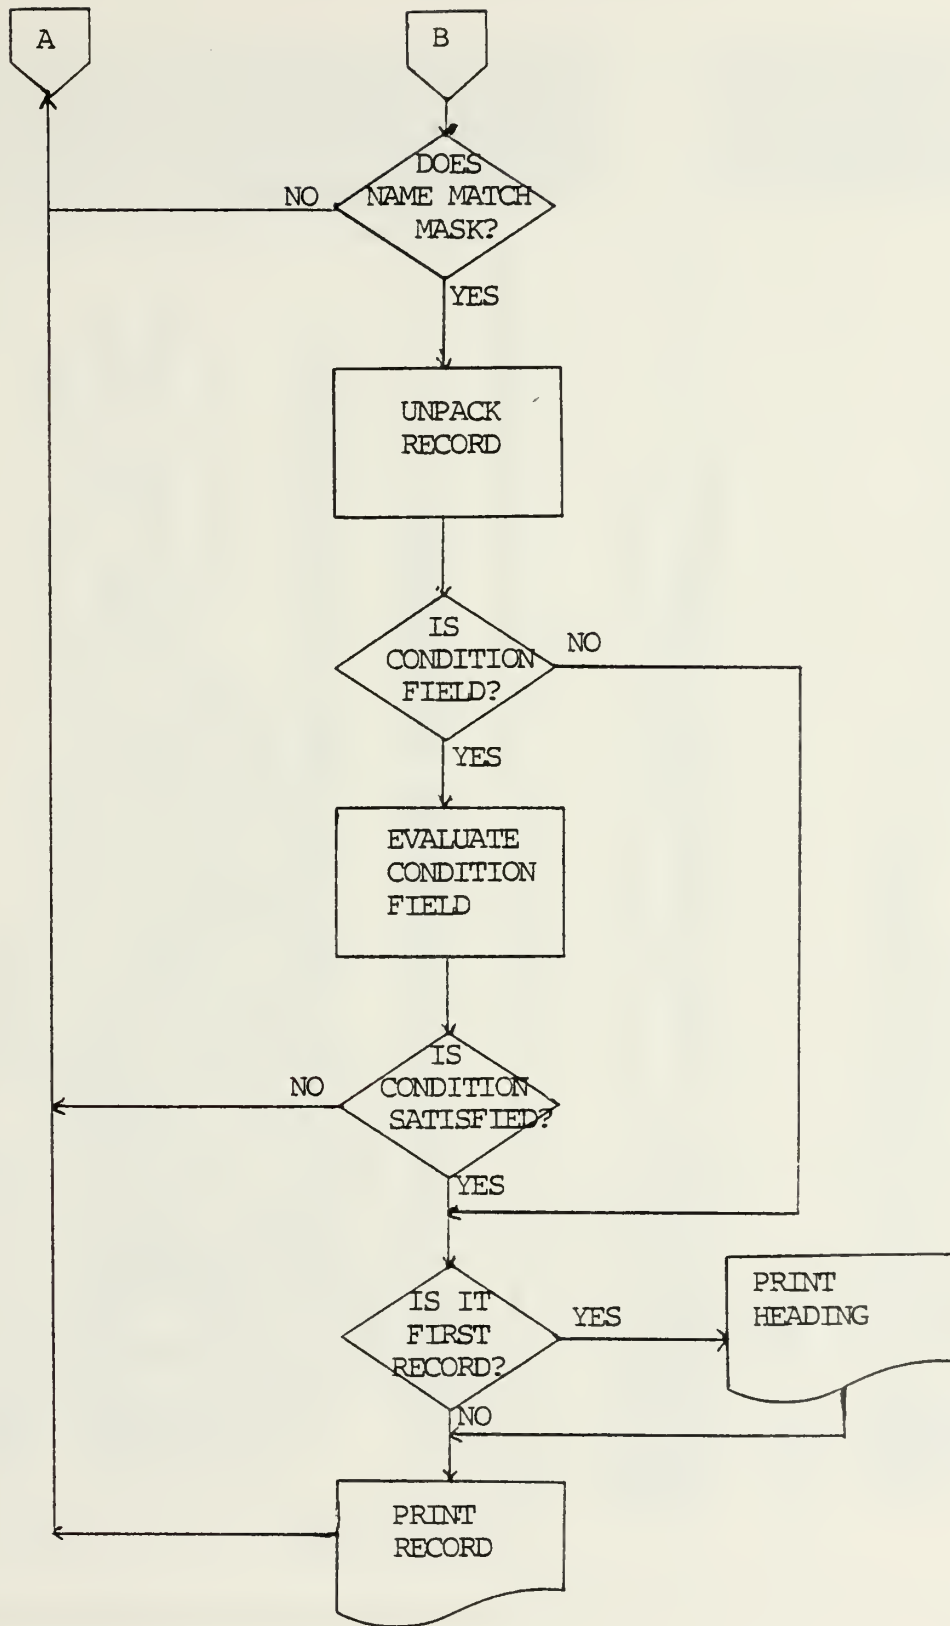 A
B
DOES
NAME MATCH
MASK?
NO
YES
UNPACK
RECORD
IS
CONDITION
FIELD?
NO
YES
EVALUATE
CONDITION
FIELD
IS
CONDITION
SATISFIED?
NO
YES
IS IT
FIRST
RECORD?
YES
PRINT
HEADING
NO
PRINT
RECORD